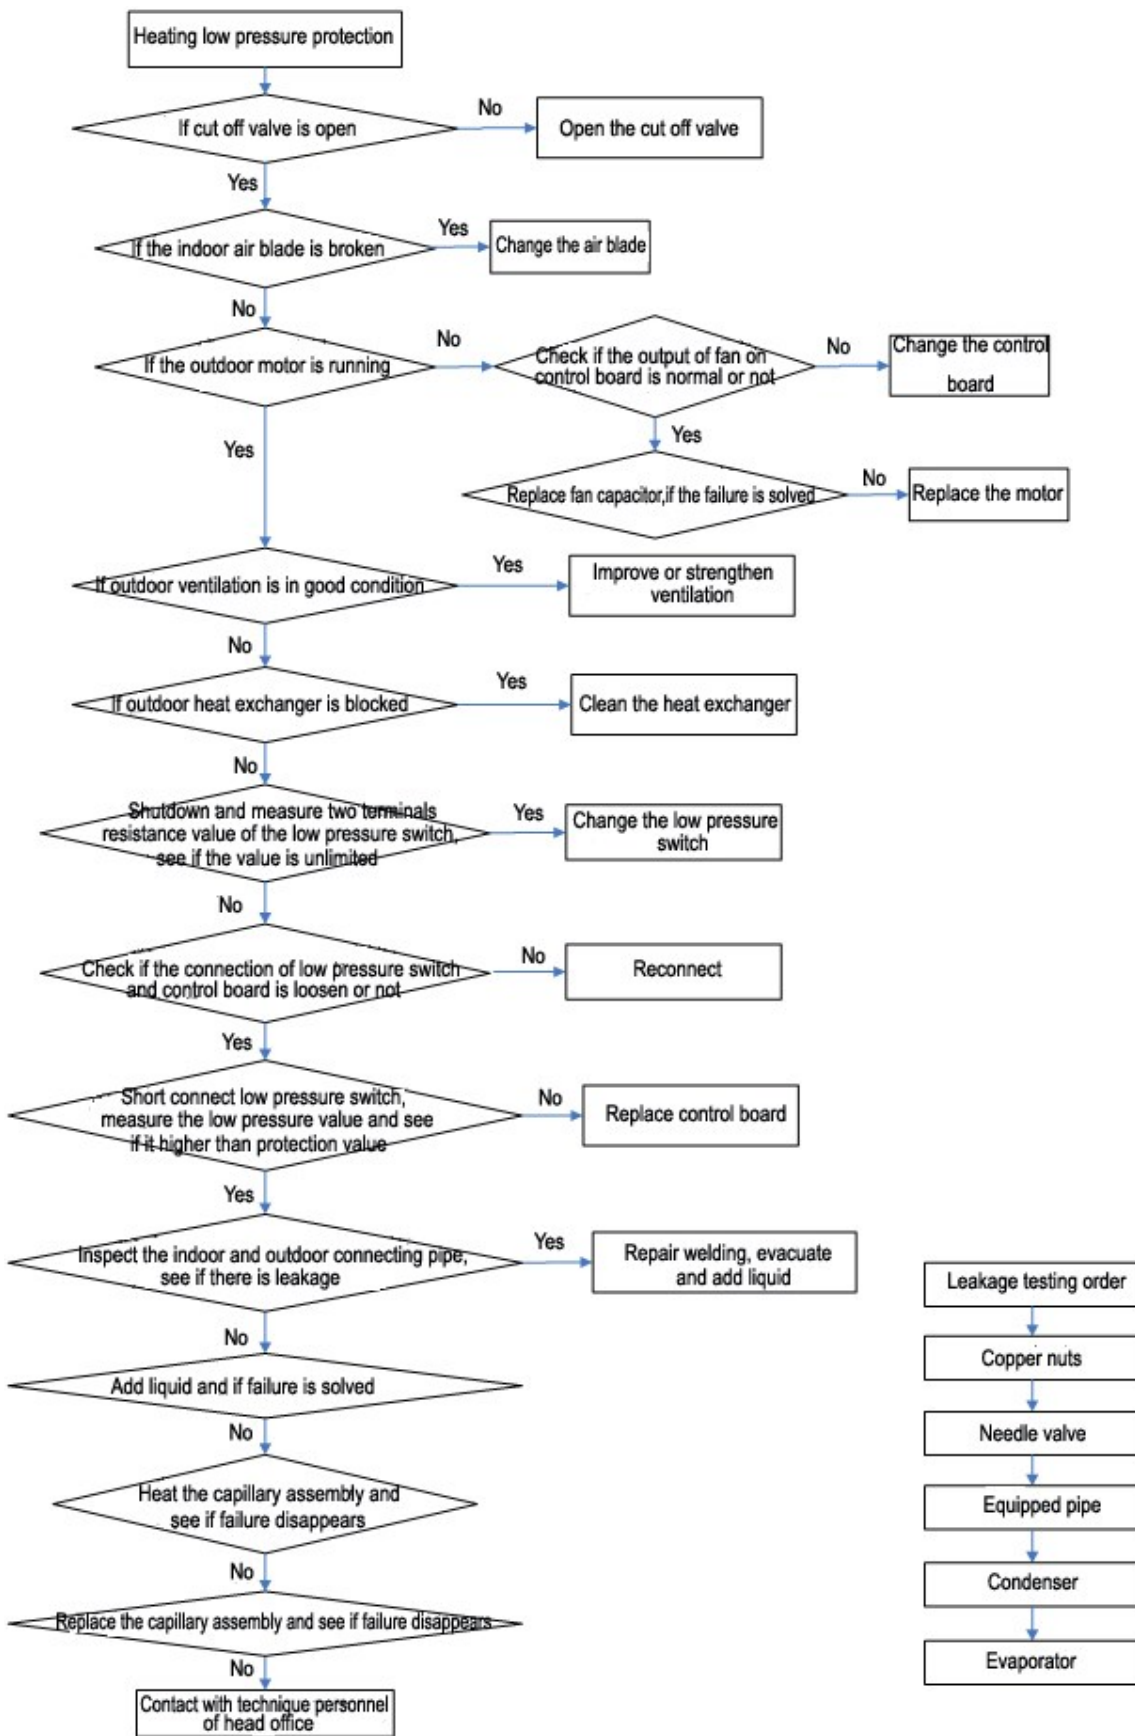 Heating low pressure protection
If cut off valve is open
No
Open the cut off valve
Yes
If the indoor air blade is broken
Yes
Change the air blade
No
If the outdoor motor is running
No
Check if the output of fan on
control board is normal or not
No
Change the control
board
Yes
Yes
Replace fan capacitor,if the failure is solved
No
Replace the motor
If outdoor ventilation is in good condition
Yes
Improve or strengthen
ventilation
No
If outdoor heat exchanger is blocked
Yes
Clean the heat exchanger
No
Shutdown and measure two terminals
resistance value of the low pressure switch,
see if the value is unlimited
Yes
Change the low pressure
switch
No
Check if the connection of low pressure switch
and control board is loosen or not
No
Reconnect
Yes
Short connect low pressure switch,
measure the low pressure value and see
if it higher than protection value
No
Replace control board
Yes
Inspect the indoor and outdoor connecting pipe,
see if there is leakage
Yes
Repair welding, evacuate
and add liquid
No
Add liquid and if failure is solved
No
Heat the capillary assembly and
see if failure disappears
No
Replace the capillary assembly and see if failure disappears
No
Contact with technique personnel
of head office
Leakage testing order
Copper nuts
Needle valve
Equipped pipe
Condenser
Evaporator